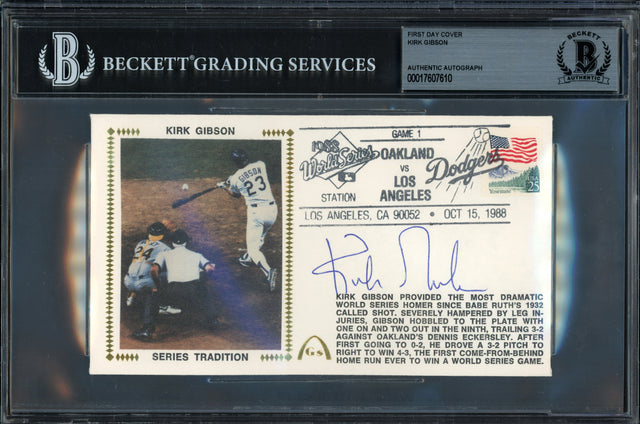 BECKETT GRADING SERVICES
FIRST DAY COVER
KIRK GIBSON
AUTHENTIC AUTOGRAPH
00017607610
BECKETT
B
AUTHENTIC
KIRK GIBSON
GIBSON
23
24
SERIES TRADITION
GAME 1
1988
World Series
STATION
OAKLAND
VS
LOS
ANGELES
Dodgers
USA
25
LOS ANGELES, CA 90052 • OCT 15, 1988
Kirk Gibson
KIRK GIBSON PROVIDED THE MOST DRAMATIC
WORLD SERIES HOMER SINCE BABE RUTH'S 1932
CALLED SHOT. SEVERELY HAMPERED BY LEG IN-
JURIES, GIBSON HOBBLED TO THE PLATE WITH
ONE ON AND TWO OUT IN THE NINTH, TRAILING 3-2
AGAINST OAKLAND'S DENNIS ECKERSLEY. AFTER
FIRST GOING TO 0-2, HE DROVE A 3-2 PITCH TO
RIGHT TO WIN 4-3, THE FIRST COME-FROM-BEHIND
HOME RUN EVER TO WIN A WORLD SERIES GAME.
Gs